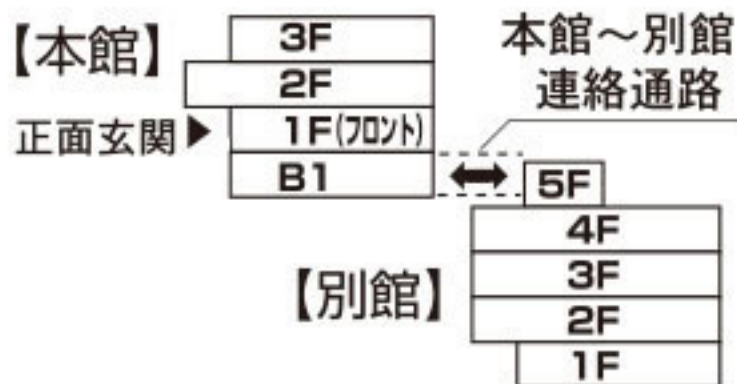 【本館】
3F
2F
1F(フロント)
B1
正面玄関▶
本館～別館
連絡通路
【別館】
5F
4F
3F
2F
1F